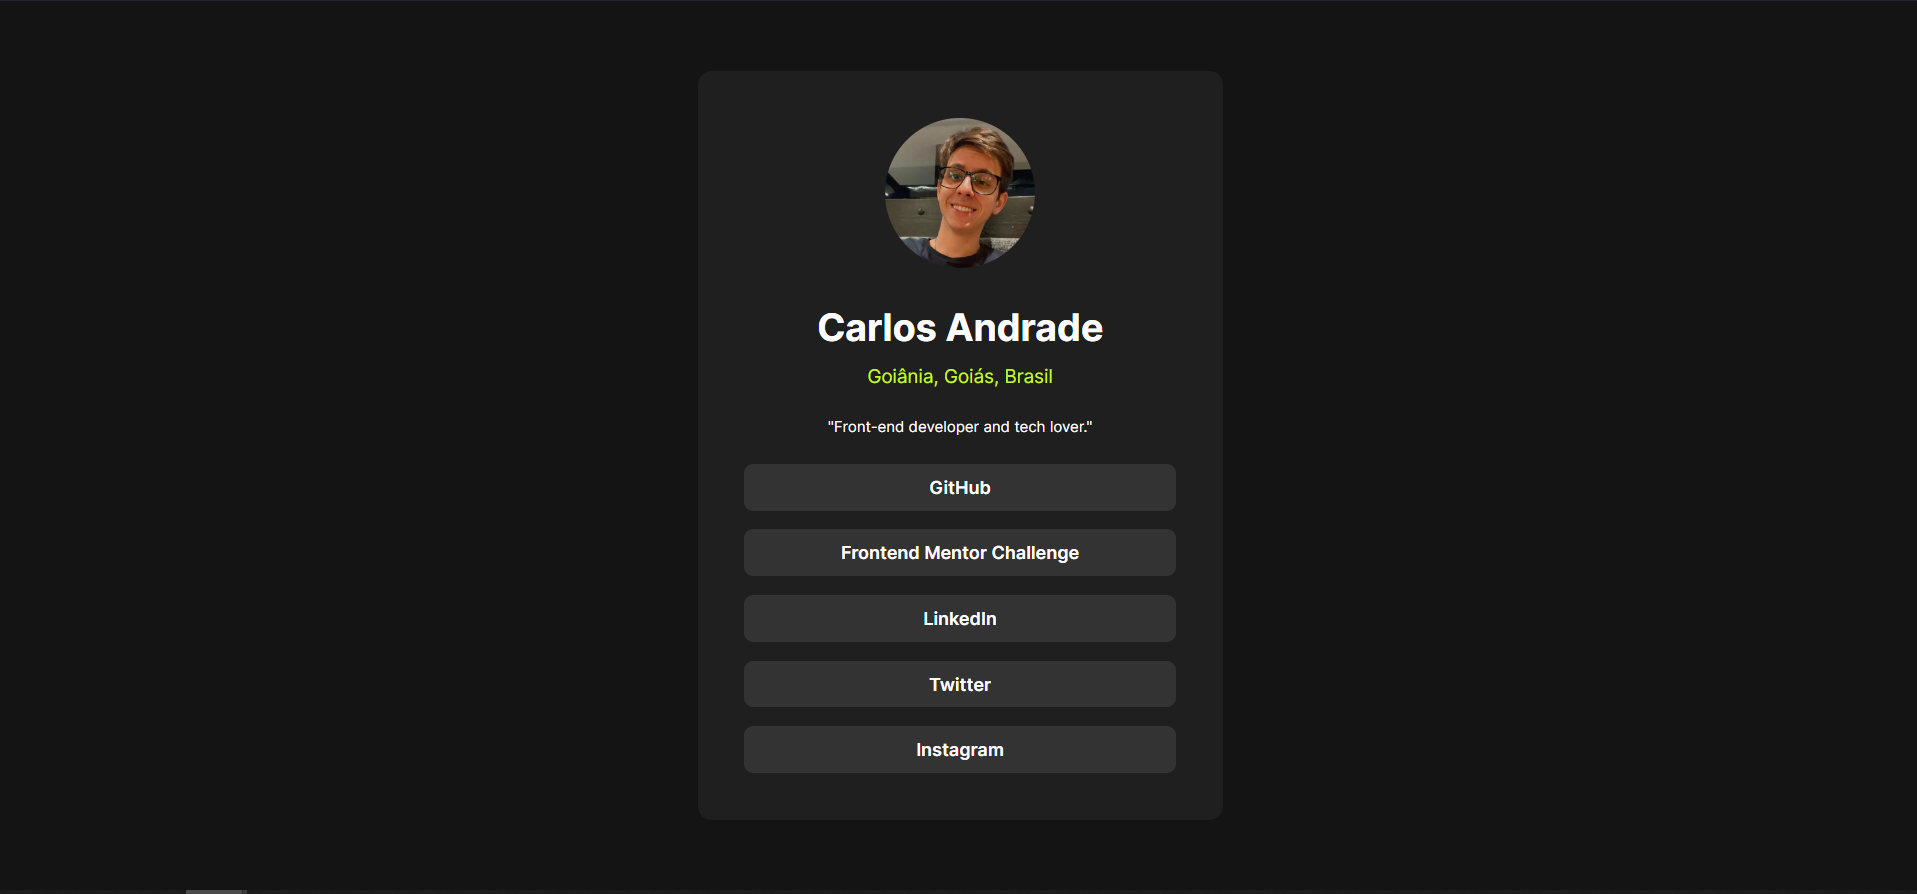 Carlos Andrade
Goiânia, Goiás, Brasil
"Front-end developer and tech lover."
GitHub
Frontend Mentor Challenge
LinkedIn
Twitter
Instagram